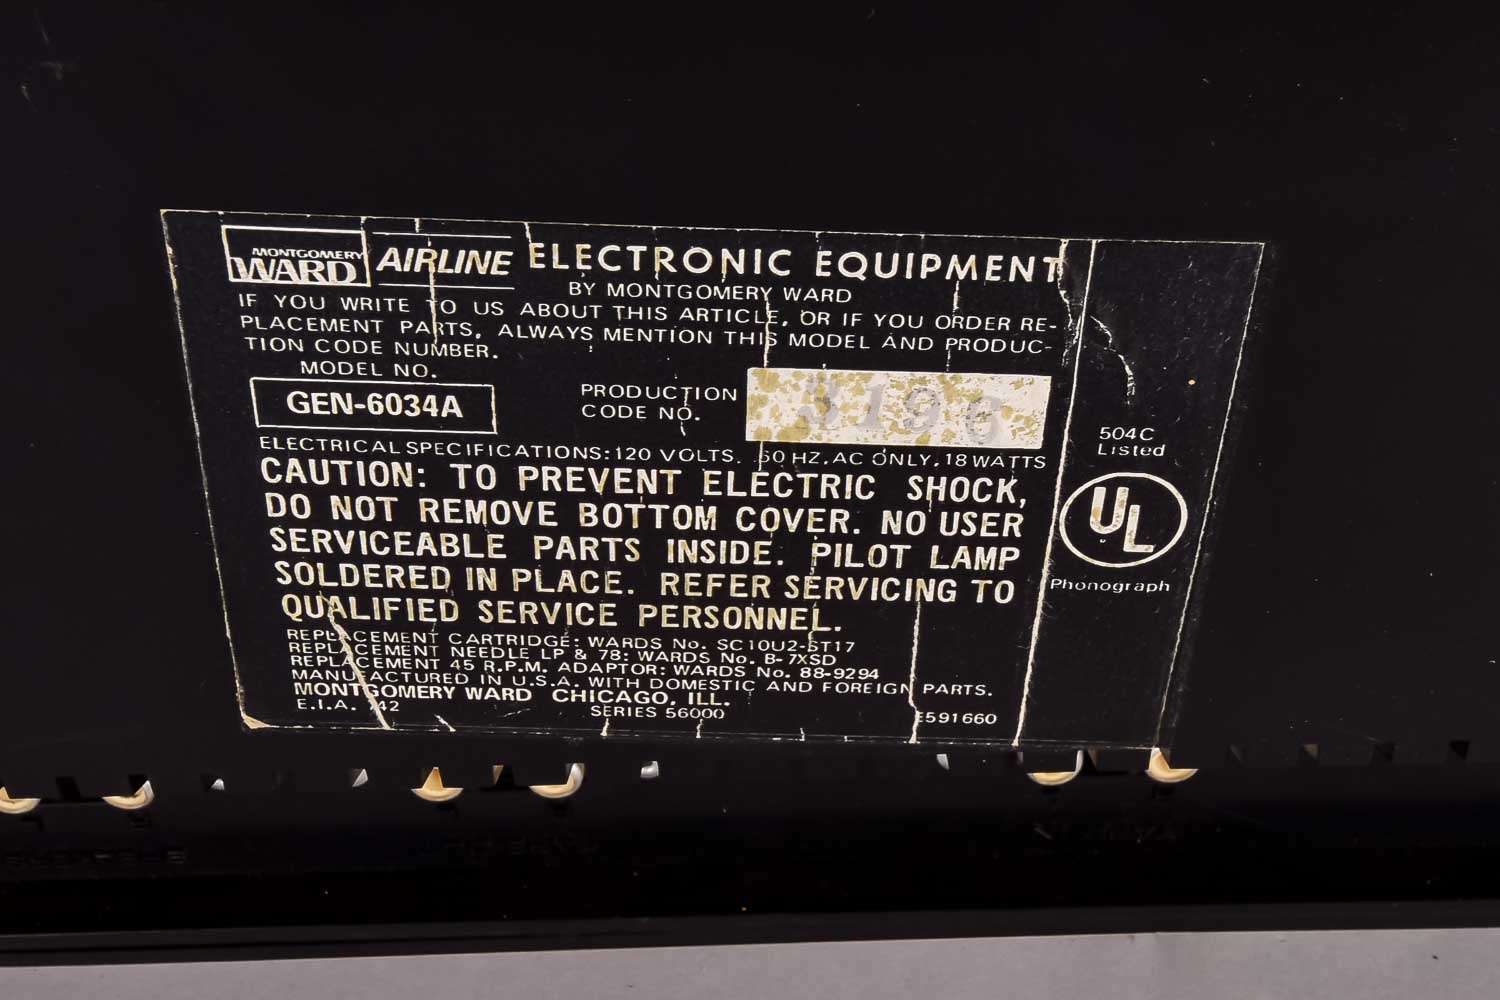 MONTGOMERY WARD AIRLINE ELECTRONIC EQUIPMENT
BY MONTGOMERY WARD
IF YOU WRITE TO US ABOUT THIS ARTICLE, OR IF YOU ORDER RE-
PLACEMENT PARTS, ALWAYS MENTION THIS MODEL AND PRODUC-
TION CODE NUMBER.
MODEL NO.
GEN-6034A
PRODUCTION
CODE NO.
3196
ELECTRICAL SPECIFICATIONS: 120 VOLTS. 60 HZ, AC ONLY, 18 WATTS
CAUTION: TO PREVENT ELECTRIC SHOCK,
DO NOT REMOVE BOTTOM COVER. NO USER
SERVICEABLE PARTS INSIDE. PILOT LAMP
SOLDERED IN PLACE. REFER SERVICING TO
QUALIFIED SERVICE PERSONNEL.
REPLACEMENT CARTRIDGE: WARDS No. SC10U2-ST17
REPLACEMENT NEEDLE LP & 78: WARDS No. B-7XSD
REPLACEMENT 45 R.P.M. ADAPTOR: WARDS No. 88-9294
MANUFACTURED IN U.S.A. WITH DOMESTIC AND FOREIGN PARTS.
MONTGOMERY WARD CHICAGO, ILL.
E.I.A. 742
SERIES 56000
E591660
504C
Listed
UL
Phonograph